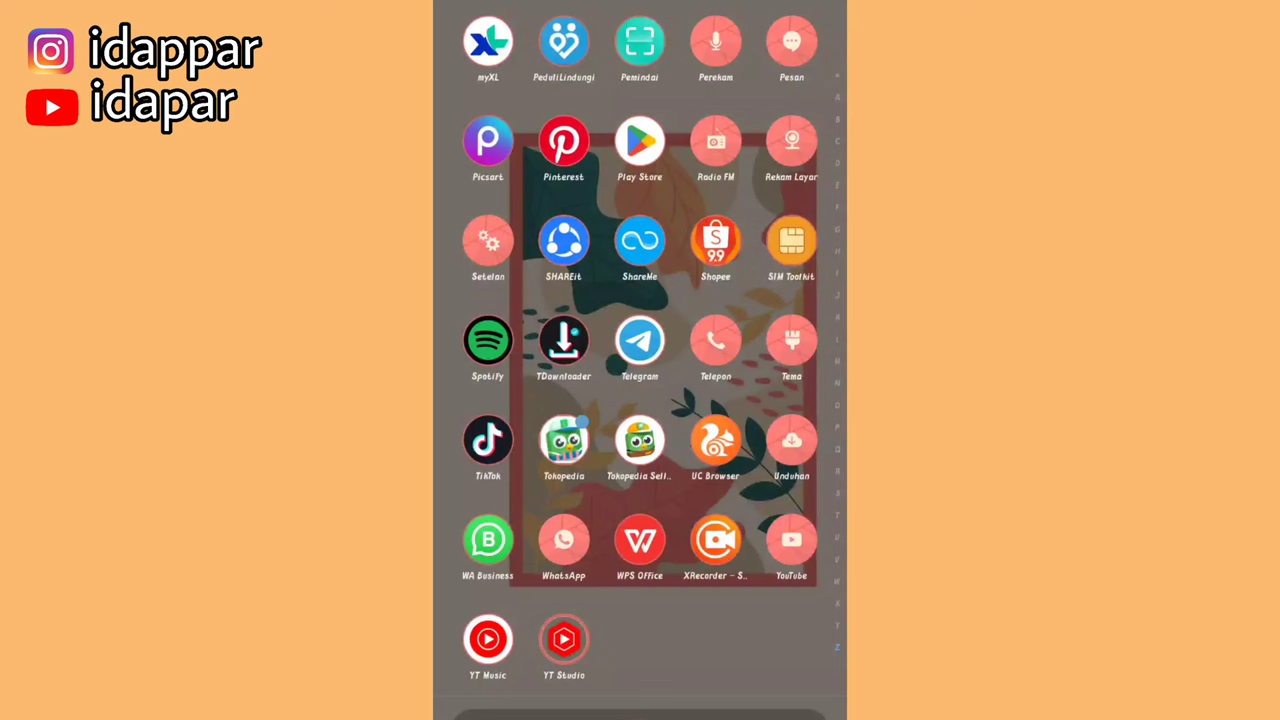 idappar
idapar
myXL PeduliLindungi Pemindai Perekam Pesan
Picsart Pinterest Play Store Radio FM Rekam Layar
Setelan SHAREit ShareMe Shopee SIM Toolkit
S
9.9
Spotify TDownloader Telegram Telepon Tema
TikTok Tokopedia Tokopedia Sell.. UC Browser Unduhan
B
WA Business WhatsApp WPS Office XRecorder - S.. YouTube
YT Music YT Studio